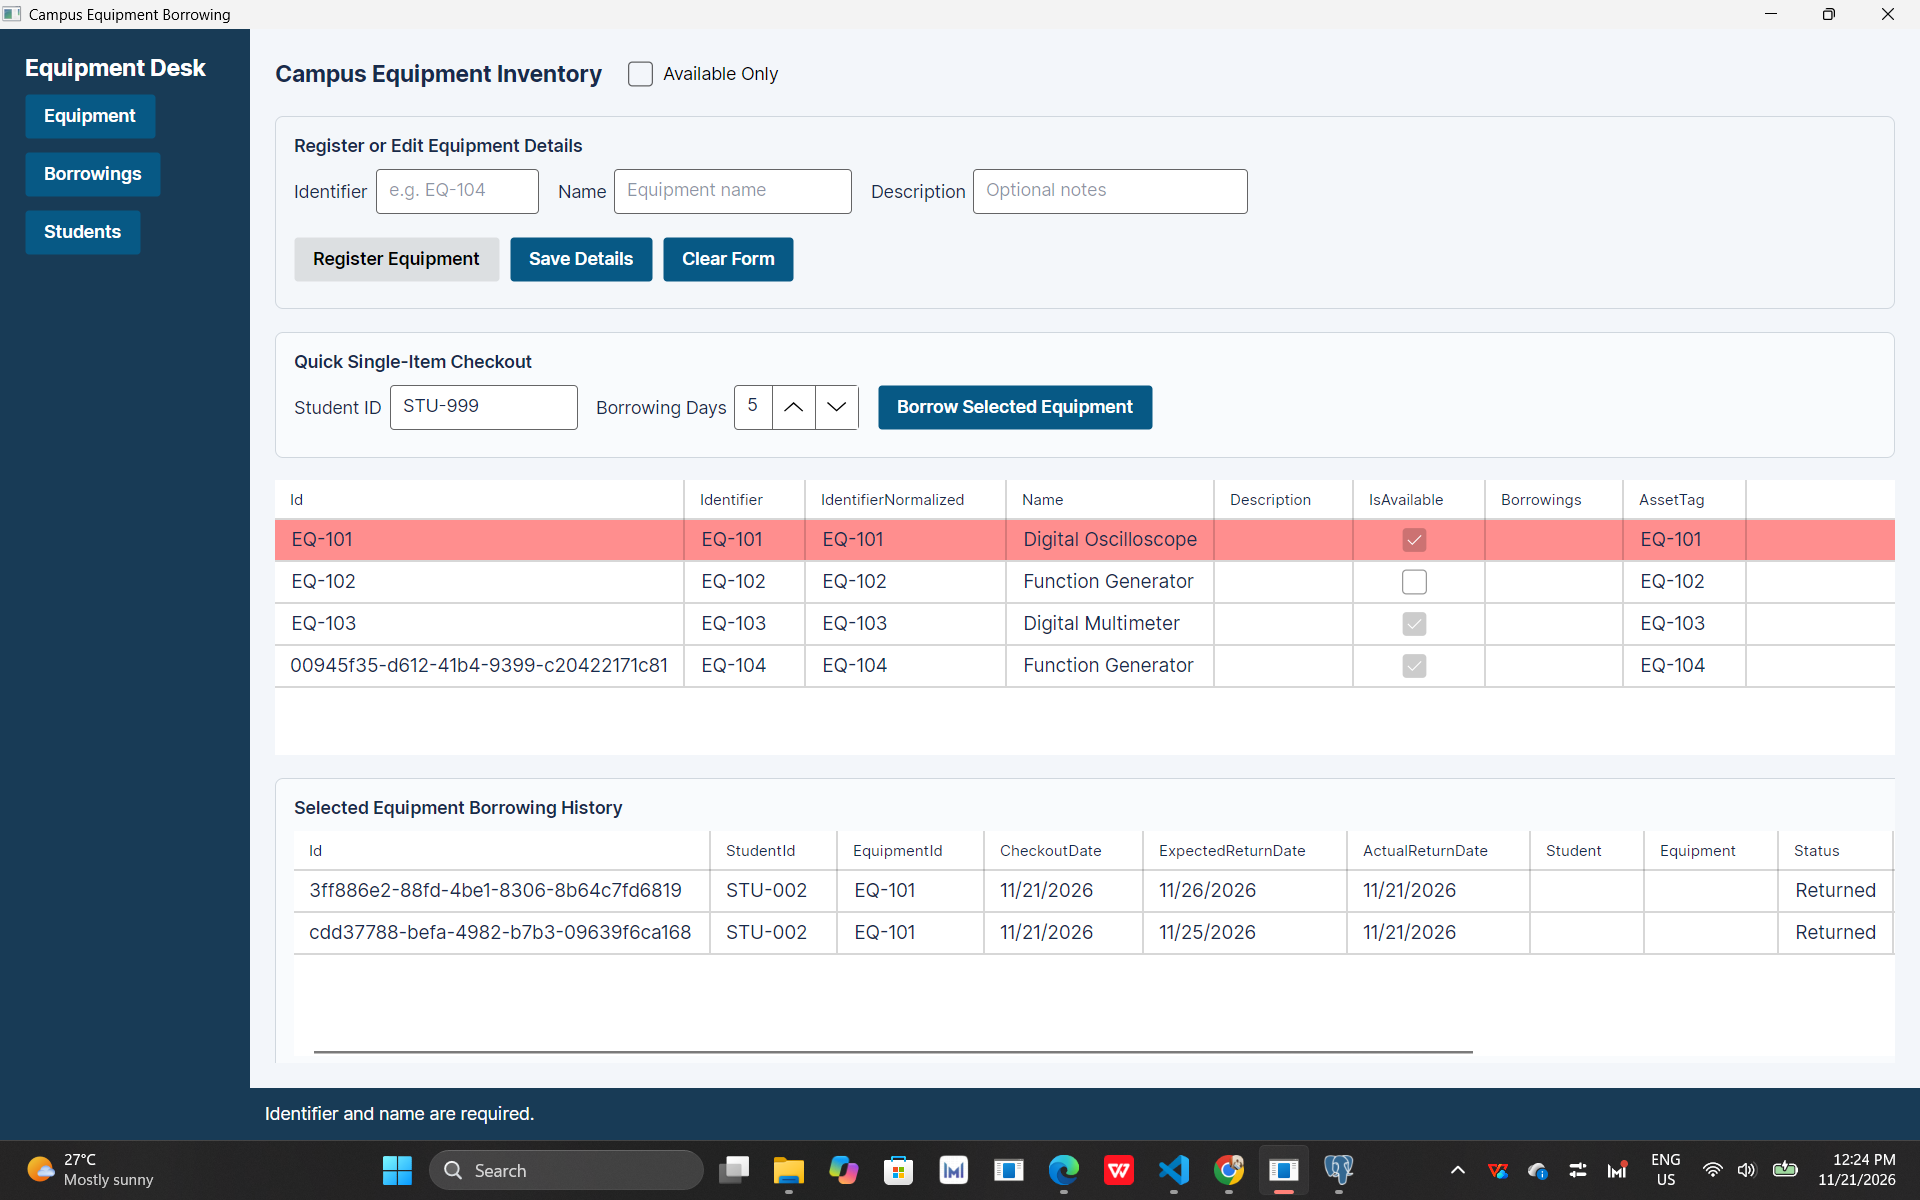 Campus Equipment Borrowing
Equipment Desk
Equipment
Borrowings
Students
Campus Equipment Inventory Available Only
Register or Edit Equipment Details
Identifier e.g. EQ-104 Name Equipment name Description Optional notes
Register Equipment Save Details Clear Form
Quick Single-Item Checkout
Student ID STU-999 Borrowing Days 5 Borrow Selected Equipment
Id Identifier IdentifierNormalized Name Description IsAvailable Borrowings AssetTag
EQ-101 EQ-101 EQ-101 Digital Oscilloscope EQ-101
EQ-102 EQ-102 EQ-102 Function Generator EQ-102
EQ-103 EQ-103 EQ-103 Digital Multimeter EQ-103
00945f35-d612-41b4-9399-c20422171c81 EQ-104 EQ-104 Function Generator EQ-104
Selected Equipment Borrowing History
Id StudentId EquipmentId CheckoutDate ExpectedReturnDate ActualReturnDate Student Equipment Status
3ff886e2-88fd-4be1-8306-8b64c7fd6819 STU-002 EQ-101 11/21/2026 11/26/2026 11/21/2026 Returned
cdd37788-befa-4982-b7b3-09639f6ca168 STU-002 EQ-101 11/21/2026 11/25/2026 11/21/2026 Returned
Identifier and name are required.
27°C
Mostly sunny
Search
ENG
US
12:24 PM
11/21/2026